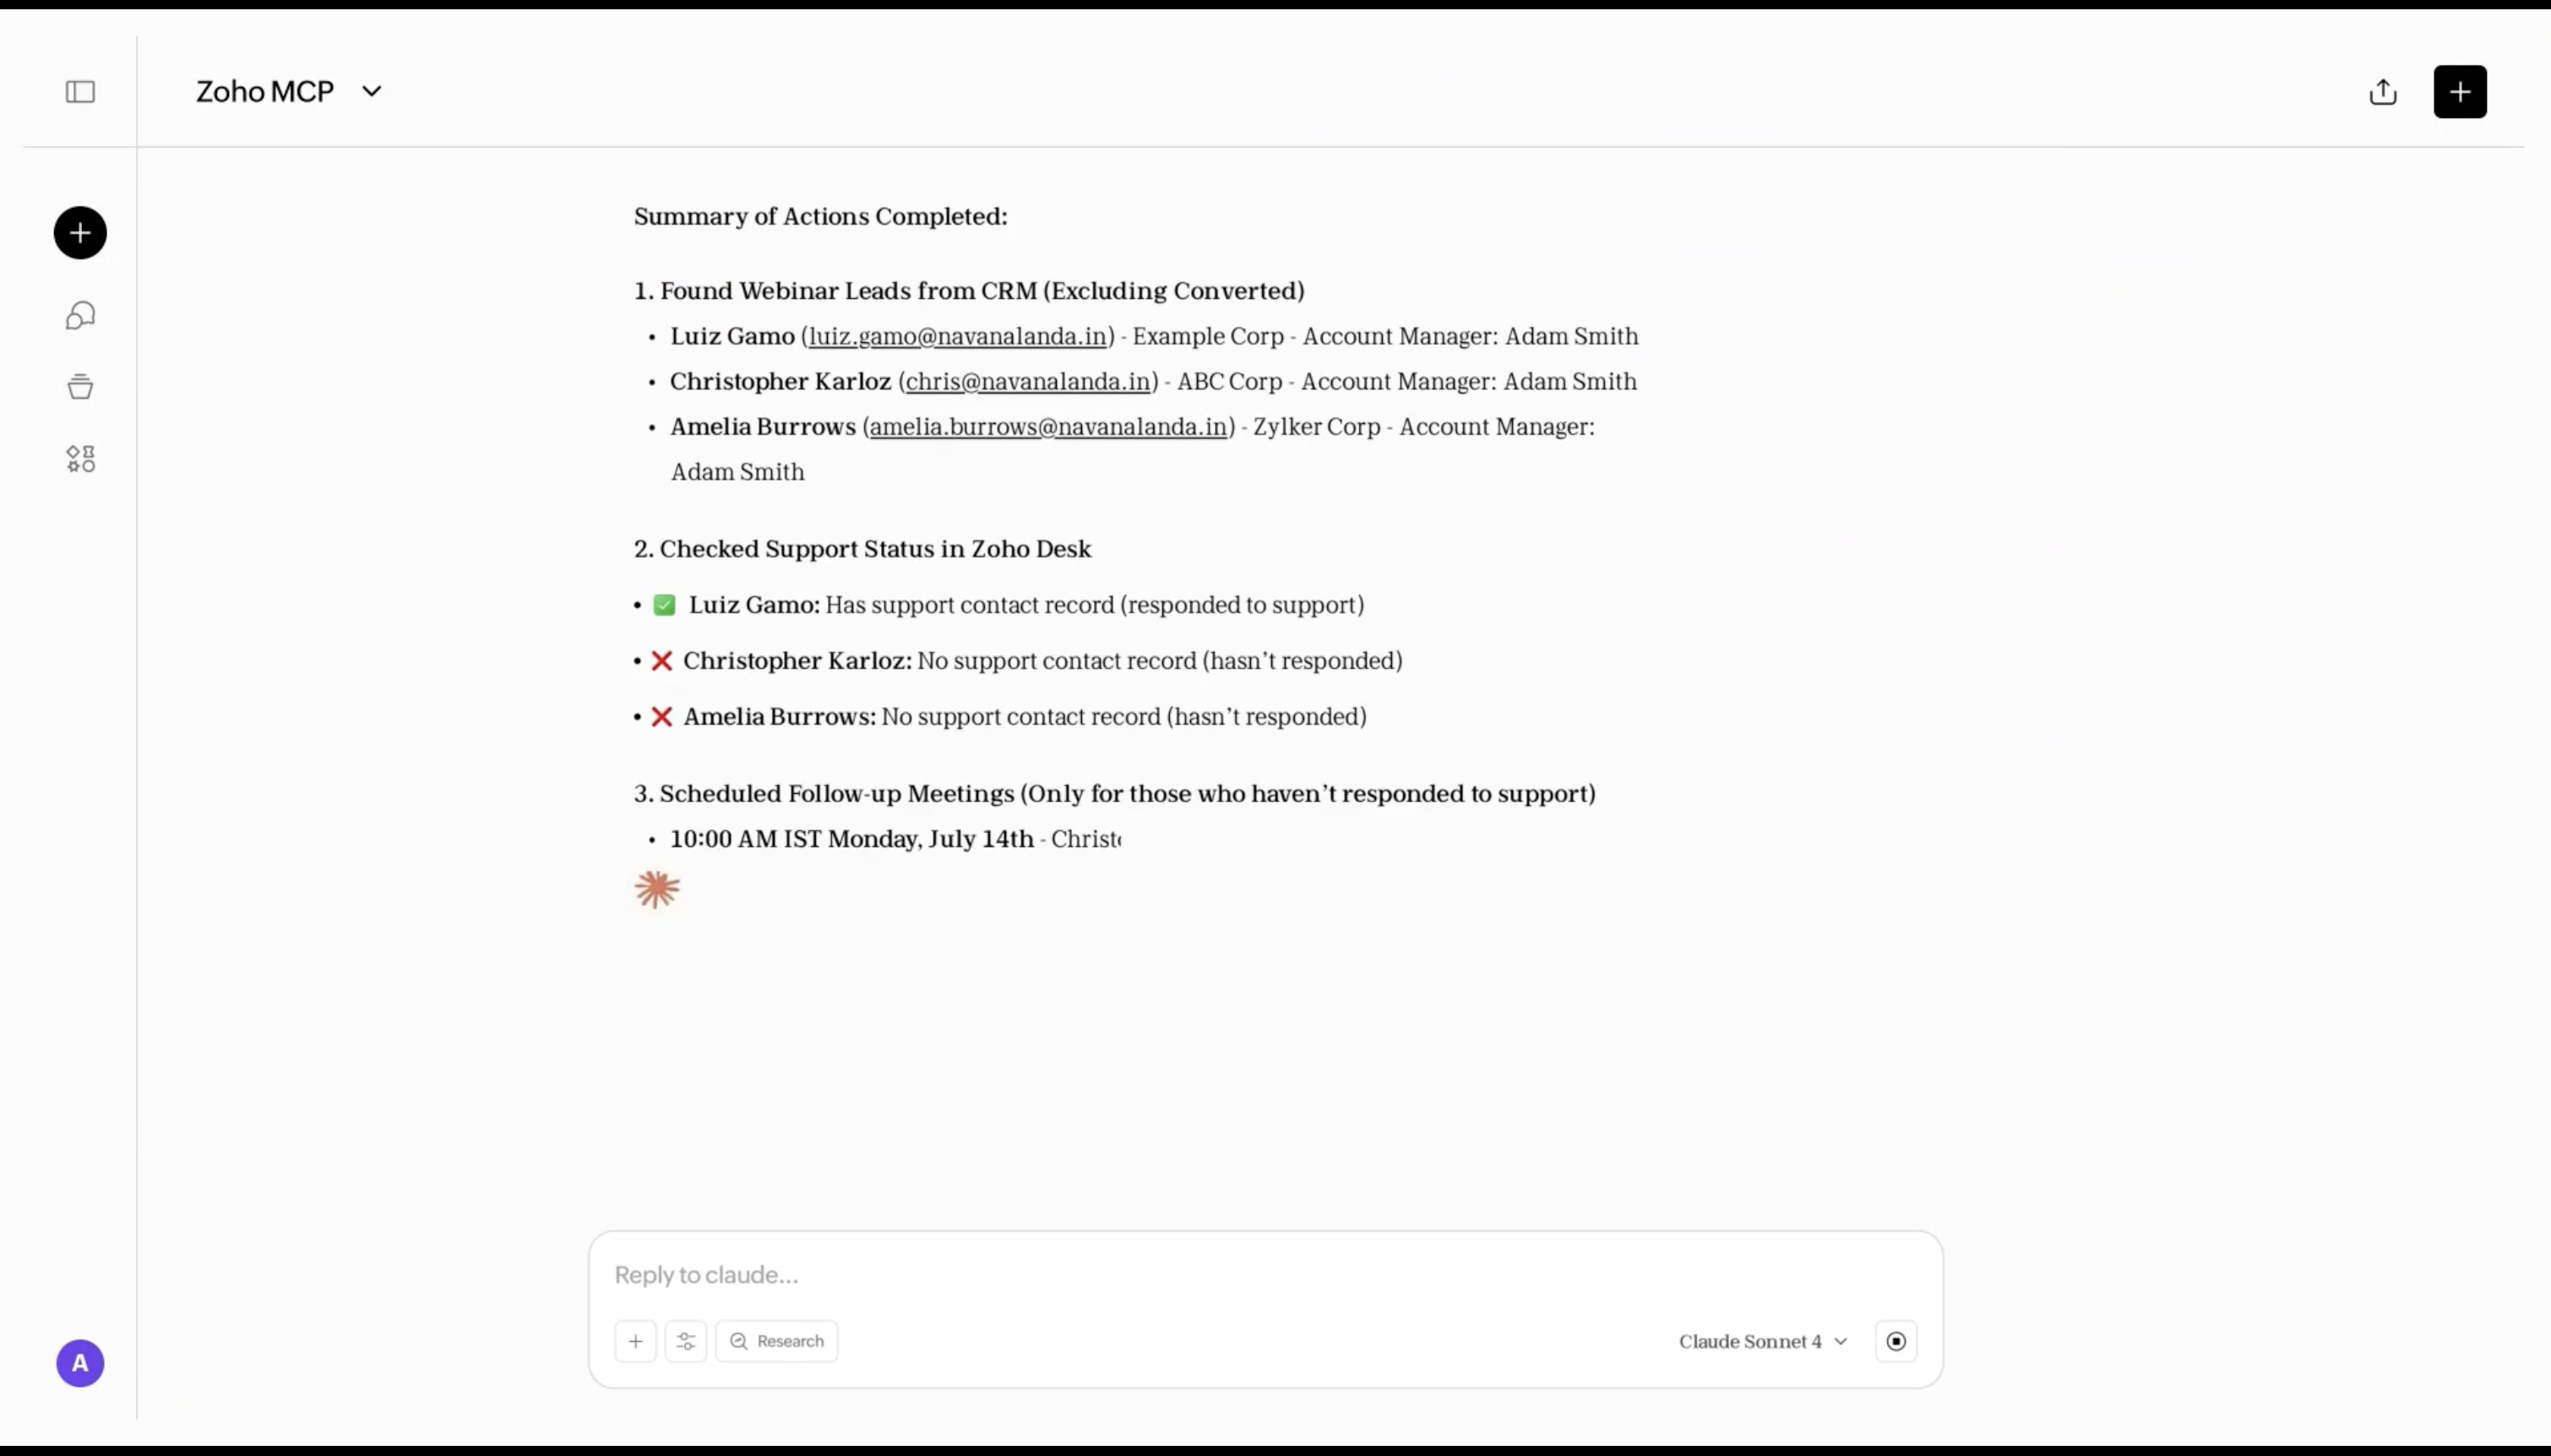 Zoho MCP
Summary of Actions Completed:
1. Found Webinar Leads from CRM (Excluding Converted)
• Luiz Gamo (luiz.gamo@navanalanda.in) - Example Corp - Account Manager: Adam Smith
• Christopher Karloz (chris@navanalanda.in) - ABC Corp - Account Manager: Adam Smith
• Amelia Burrows (amelia.burrows@navanalanda.in) - Zylker Corp - Account Manager:
Adam Smith
2. Checked Support Status in Zoho Desk
• ✅ Luiz Gamo: Has support contact record (responded to support)
• ❌ Christopher Karloz: No support contact record (hasn’t responded)
• ❌ Amelia Burrows: No support contact record (hasn’t responded)
3. Scheduled Follow-up Meetings (Only for those who haven’t responded to support)
• 10:00 AM IST Monday, July 14th - Christ
Reply to claude...
Research
Claude Sonnet 4
A